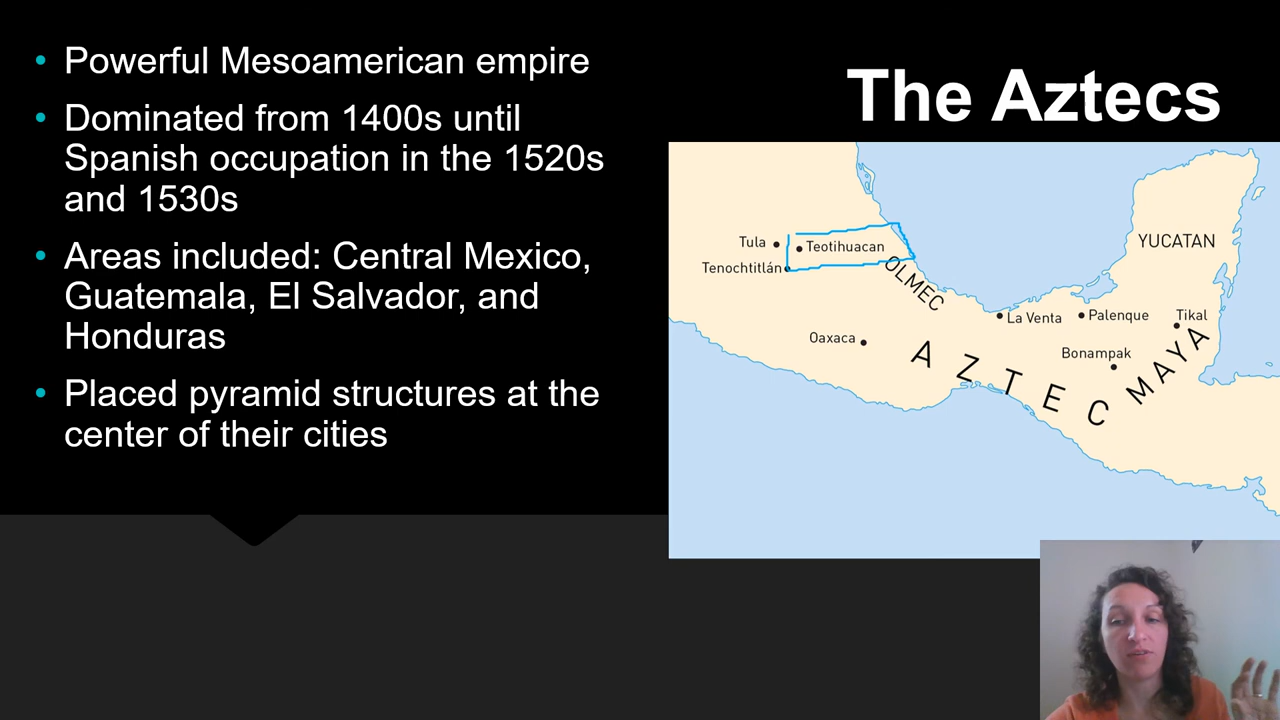 The Aztecs
• Powerful Mesoamerican empire
• Dominated from 1400s until
Spanish occupation in the 1520s
and 1530s
• Areas included: Central Mexico,
Guatemala, El Salvador, and
Honduras
• Placed pyramid structures at the
center of their cities
Tula
Teotihuacan
Tenochtitlán
OLMEC
YUCATAN
La Venta
Palenque
Tikal
Oaxaca
Bonampak
AZTEC
MAYA